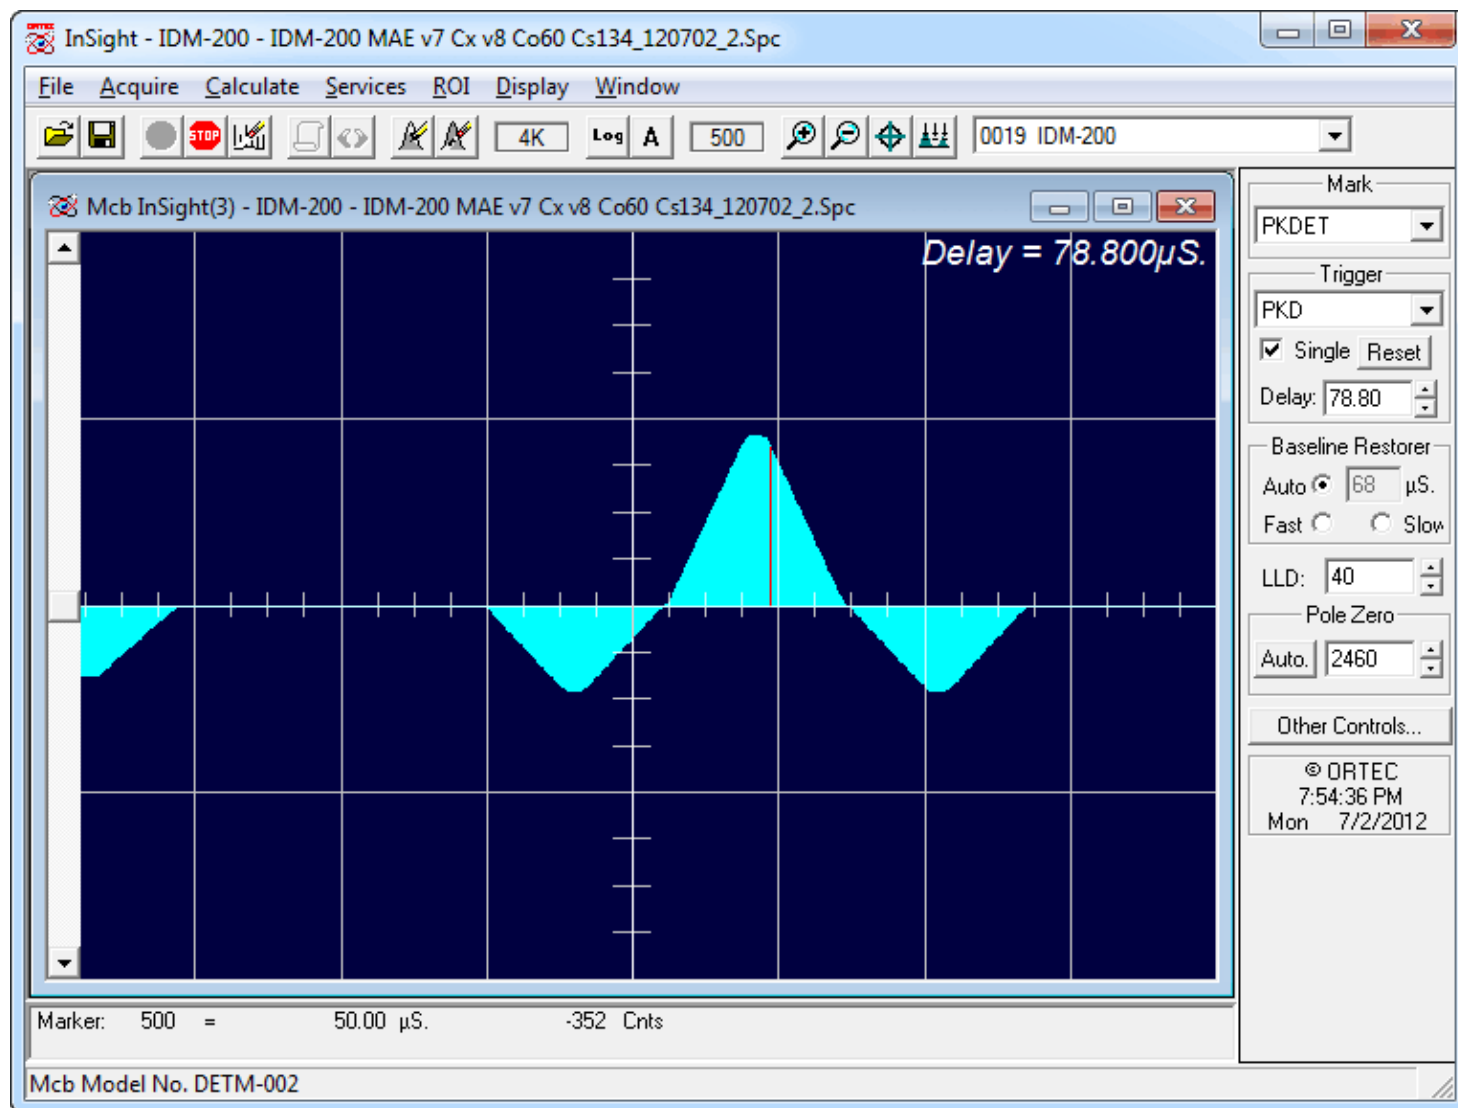 InSight - IDM-200 - IDM-200 MAE v7 Cx v8 Co60 Cs134_120702_2.Spc
File Acquire Calculate Services ROI Display Window
STOP 4K Log A 500 0019 IDM-200
Mcb InSight(3) - IDM-200 - IDM-200 MAE v7 Cx v8 Co60 Cs134_120702_2.Spc
Delay = 78.800µS.
Mark
PKDET
Trigger
PKD
Single Reset
Delay: 78.80
Baseline Restorer
Auto 68 µS.
Fast Slow
LLD: 40
Pole Zero
Auto. 2460
Other Controls...
© ORTEC
7:54:36 PM
Mon 7/2/2012
Marker: 500 = 50.00 µS. -352 Cnts
Mcb Model No. DETM-002